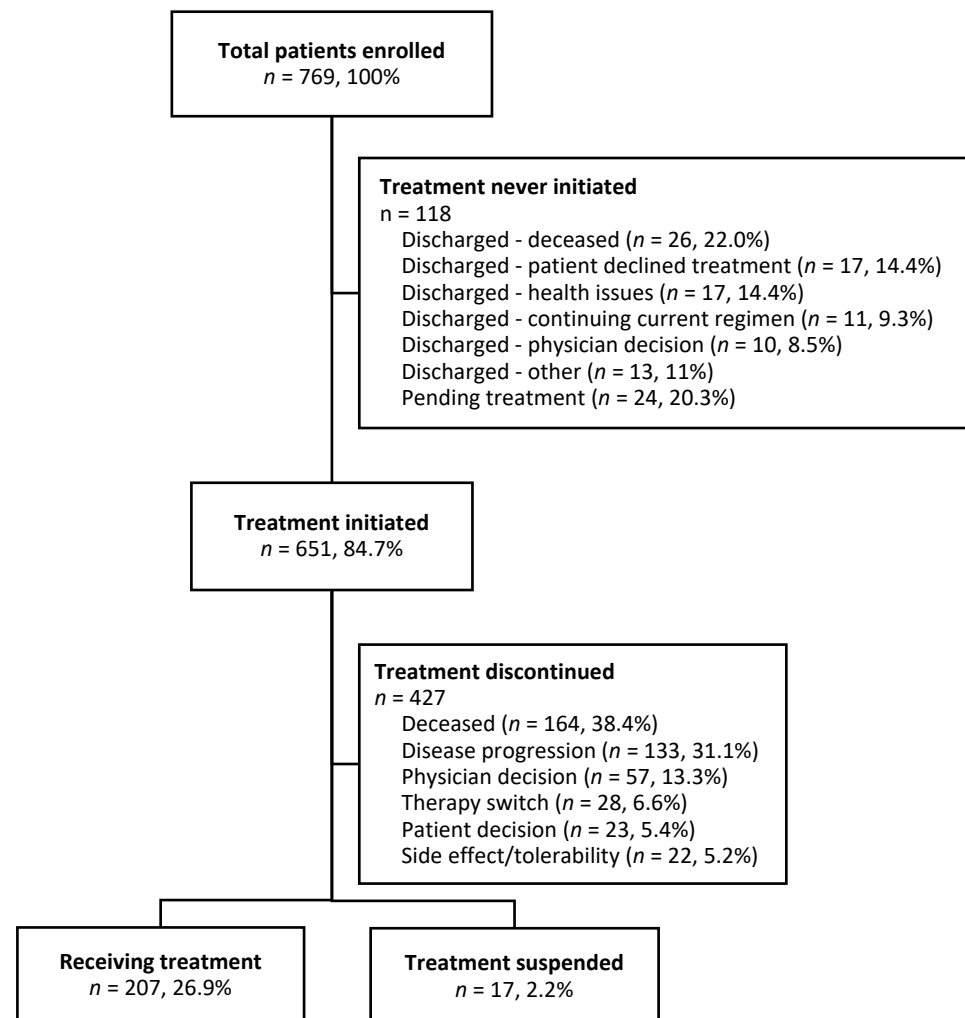 Total patients enrolled
n = 769, 100%
Treatment never initiated
n = 118
Discharged - deceased (n = 26, 22.0%)
Discharged - patient declined treatment (n = 17, 14.4%)
Discharged - health issues (n = 17, 14.4%)
Discharged - continuing current regimen (n = 11, 9.3%)
Discharged - physician decision (n = 10, 8.5%)
Discharged - other (n = 13, 11%)
Pending treatment (n = 24, 20.3%)
Treatment initiated
n = 651, 84.7%
Treatment discontinued
n = 427
Deceased (n = 164, 38.4%)
Disease progression (n = 133, 31.1%)
Physician decision (n = 57, 13.3%)
Therapy switch (n = 28, 6.6%)
Patient decision (n = 23, 5.4%)
Side effect/tolerability (n = 22, 5.2%)
Receiving treatment
n = 207, 26.9%
Treatment suspended
n = 17, 2.2%